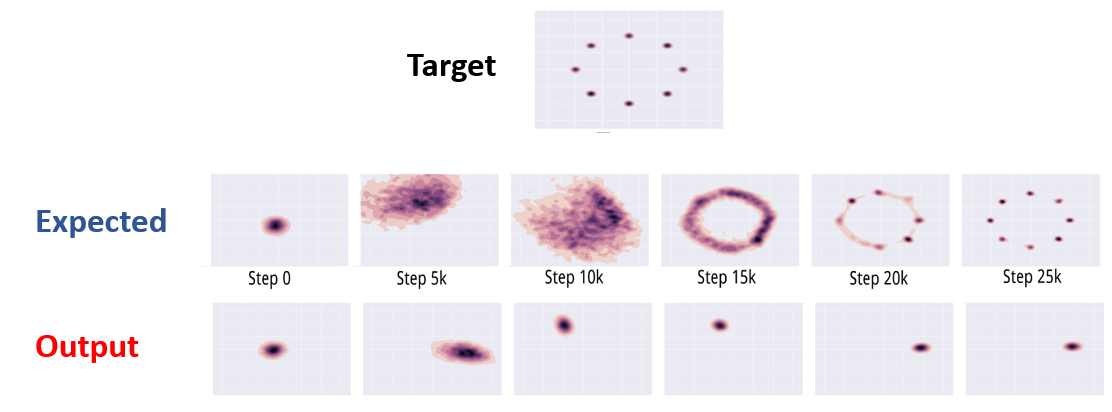 Target
Expected
Step 0
Step 5k
Step 10k
Step 15k
Step 20k
Step 25k
Output